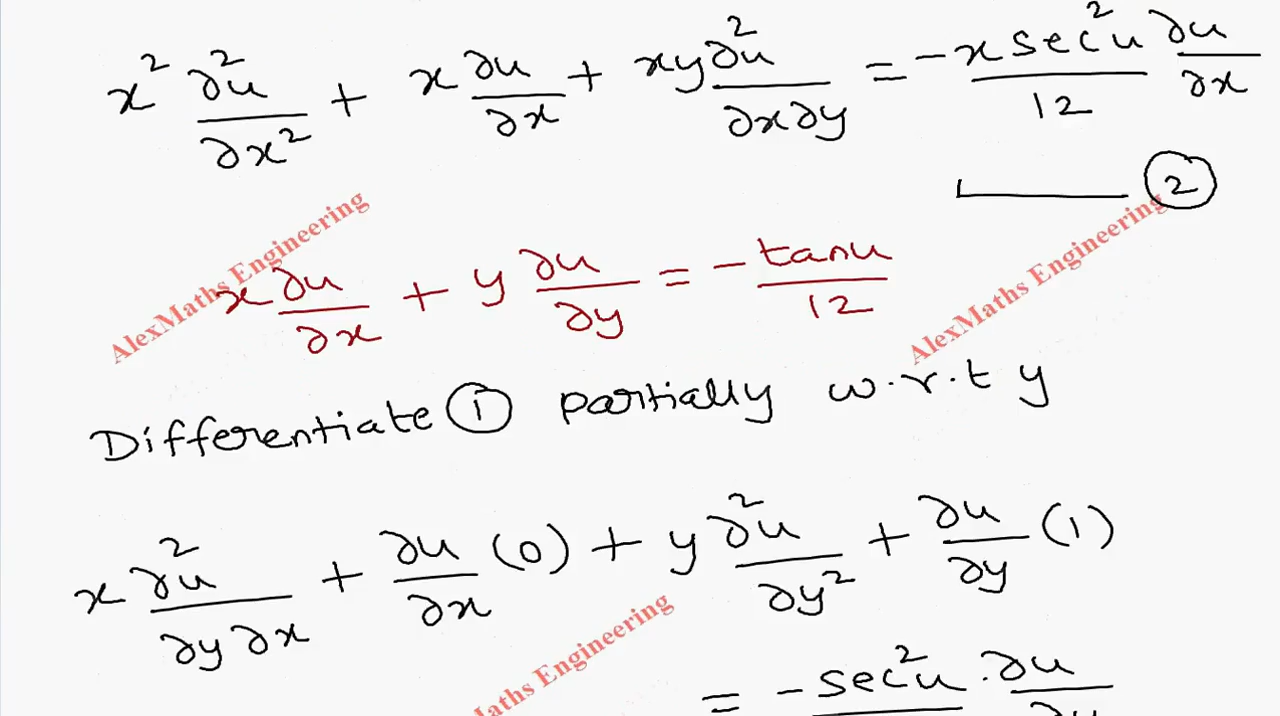 x² ∂²u/∂x² + x ∂u/∂x + xy ∂²u/∂x∂y = -x sec²u/12 ∂u/∂x
②
AlexMaths Engineering
AlexMaths Engineering
x ∂u/∂x + y ∂u/∂y = -tanu/12
Differentiate ① partially w.r.t y
x ∂²u/∂y∂x + ∂u/∂x (0) + y ∂²u/∂y² + ∂u/∂y (1)
Maths Engineering
= -sec²u . ∂u